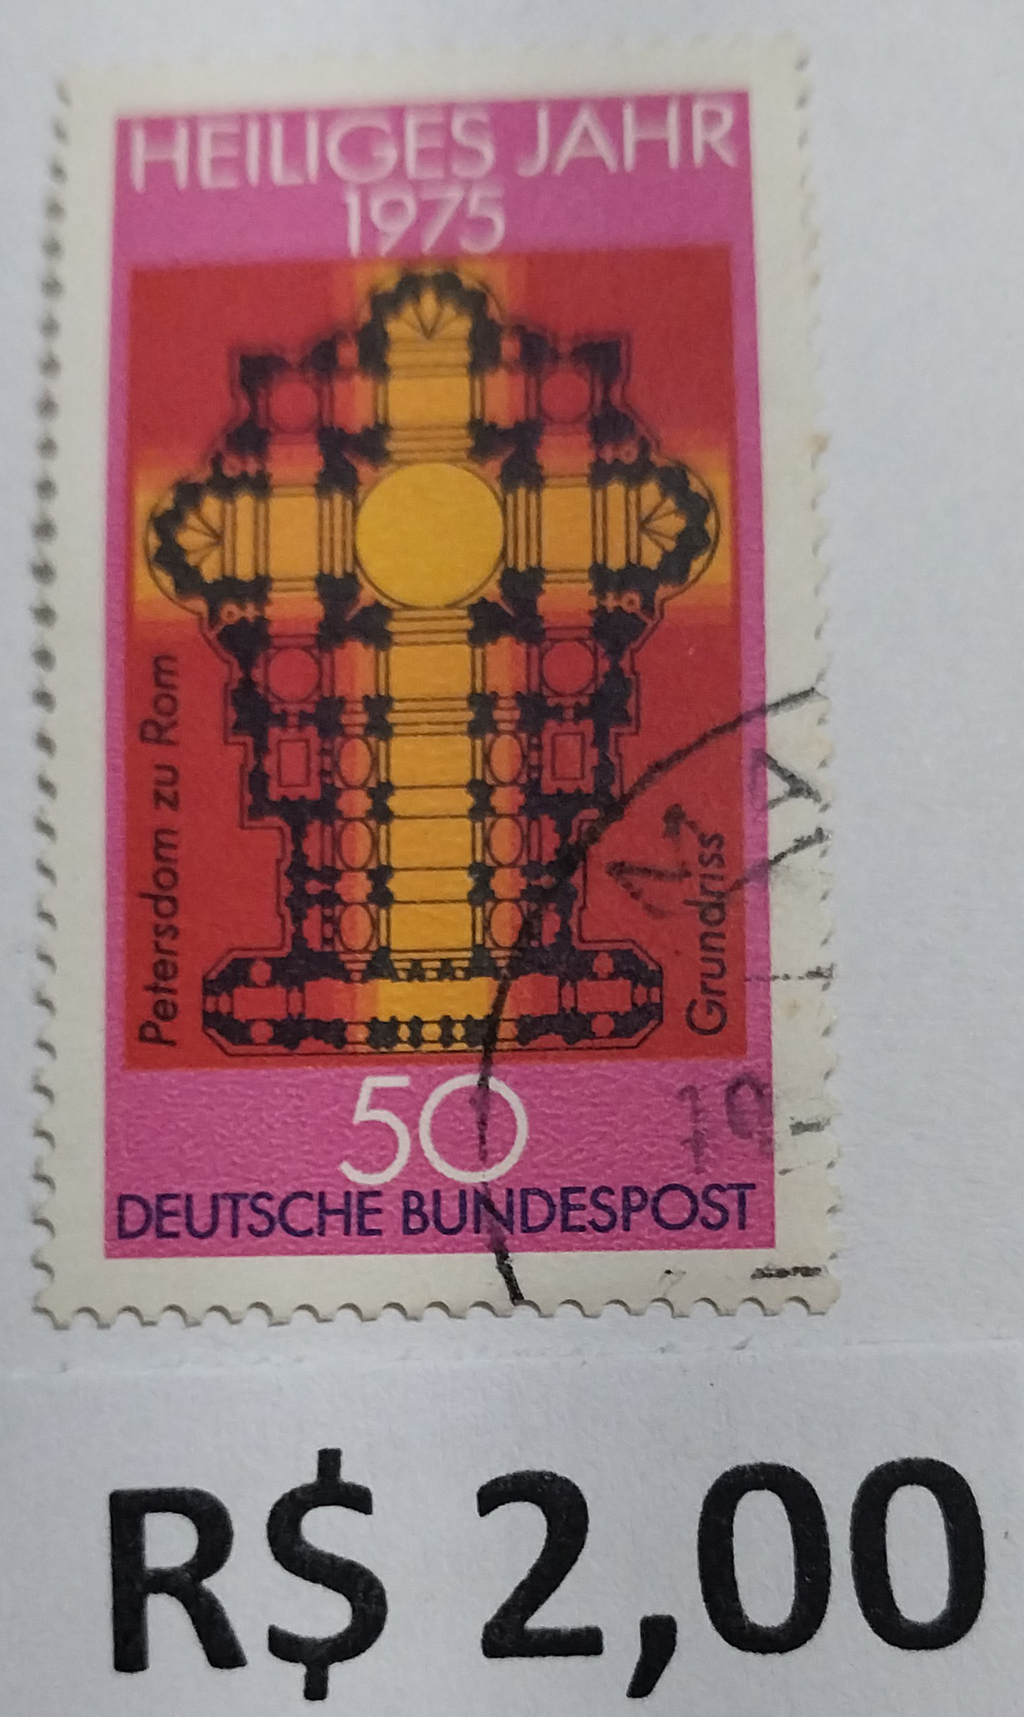 HEILIGES JAHR
1975
Petersdom zu Rom
Grundriss
50
DEUTSCHE BUNDESPOST
R$ 2,00